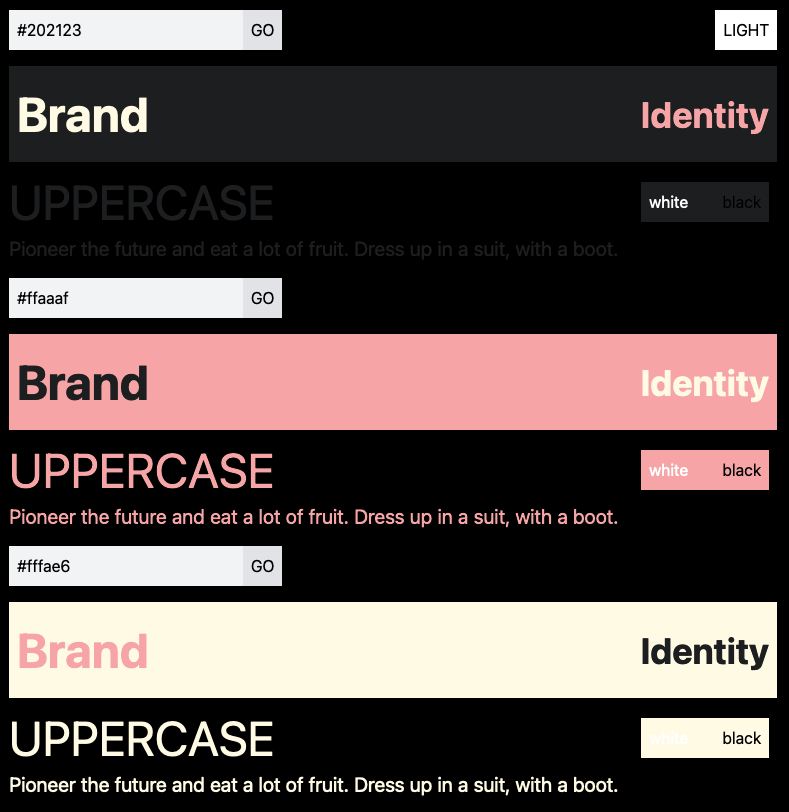 #202123 GO LIGHT
Brand Identity
UPPERCASE
white black
Pioneer the future and eat a lot of fruit. Dress up in a suit, with a boot.
#ffaaaf GO
Brand Identity
UPPERCASE
white black
Pioneer the future and eat a lot of fruit. Dress up in a suit, with a boot.
#fffae6 GO
Brand Identity
UPPERCASE
white black
Pioneer the future and eat a lot of fruit. Dress up in a suit, with a boot.